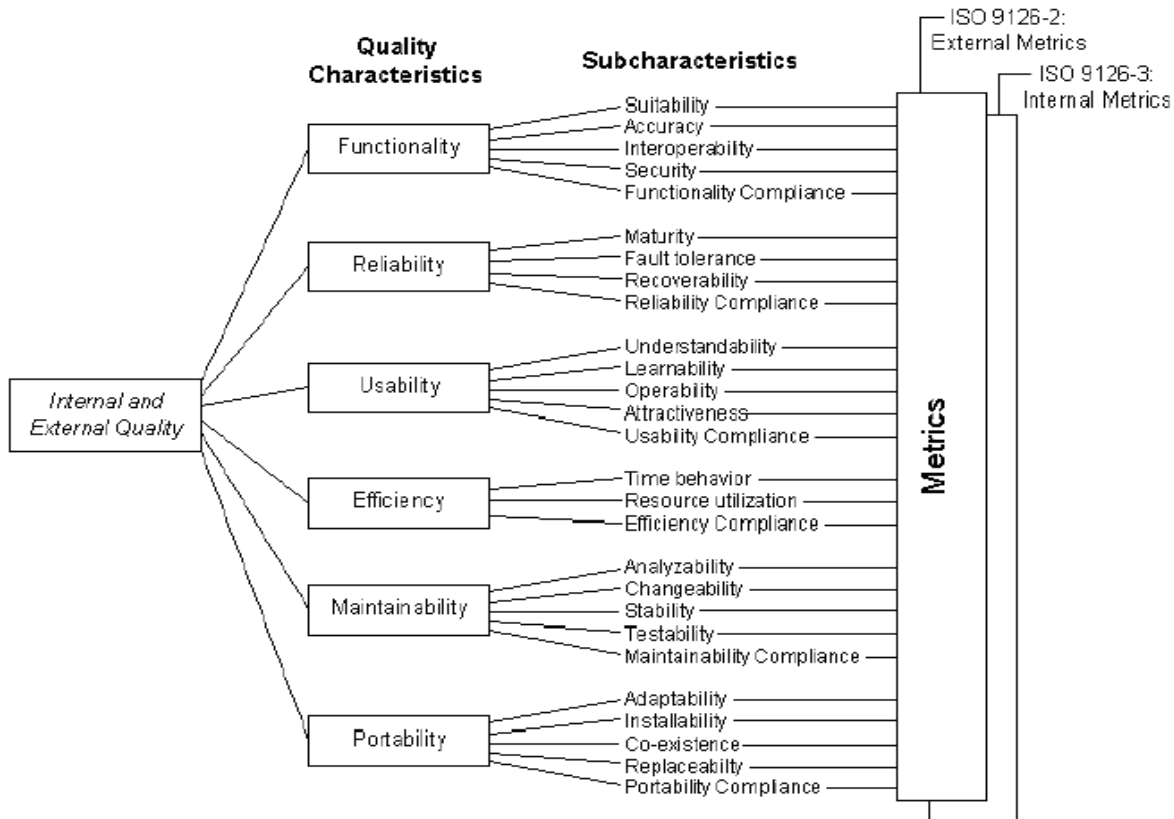 ISO 9126-2:
External Metrics
ISO 9126-3:
Internal Metrics
Quality
Characteristics
Subcharacteristics
Internal and
External Quality
Functionality
Suitability
Accuracy
Interoperability
Security
Functionality Compliance
Reliability
Maturity
Fault tolerance
Recoverability
Reliability Compliance
Usability
Understandability
Learnability
Operability
Attractiveness
Usability Compliance
Efficiency
Time behavior
Resource utilization
Efficiency Compliance
Maintainability
Analyzability
Changeability
Stability
Testability
Maintainability Compliance
Portability
Adaptability
Installability
Co-existence
Replaceabilty
Portability Compliance
Metrics